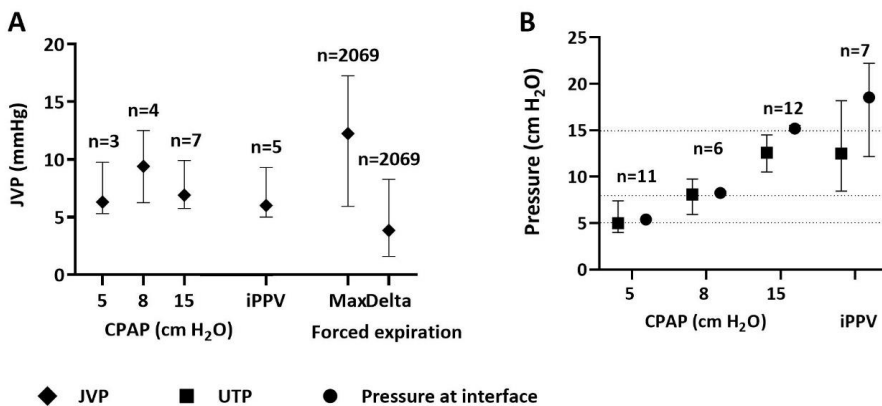 A
JVP (mmHg)
20
15
10
5
0
n=3
n=4
n=7
n=5
n=2069
n=2069
5 8 15 iPPV MaxDelta
CPAP (cm H₂O) Forced expiration
B
Pressure (cm H₂O)
25
20
15
10
5
0
n=11
n=6
n=12
n=7
5 8 15 iPPV
CPAP (cm H₂O)
JVP UTP Pressure at interface